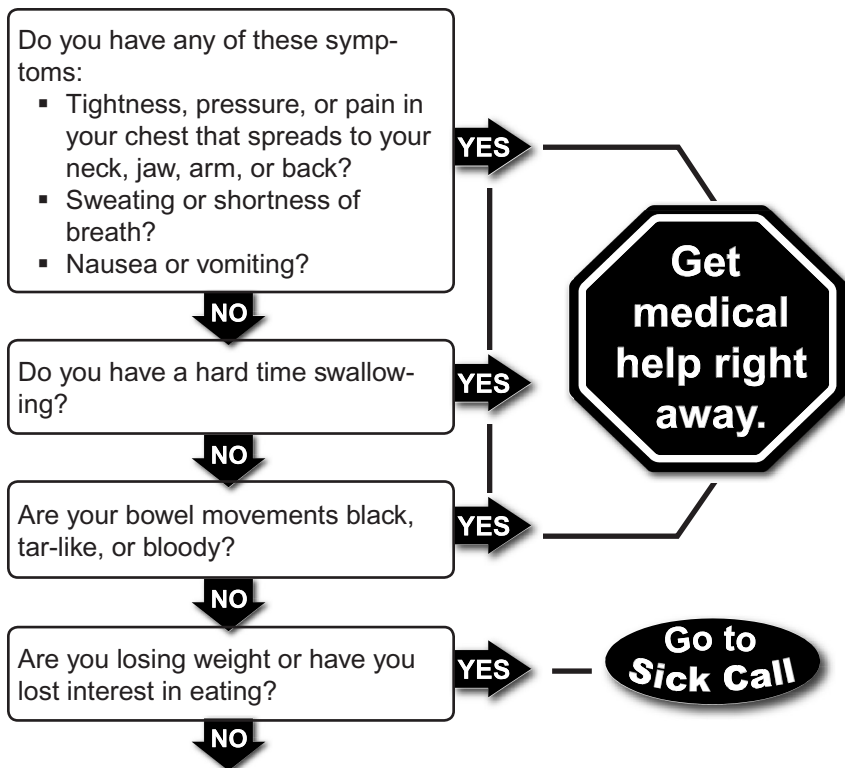 Do you have any of these symp-
toms:
▪ Tightness, pressure, or pain in
your chest that spreads to your
neck, jaw, arm, or back?
▪ Sweating or shortness of
breath?
▪ Nausea or vomiting?
YES
NO
Do you have a hard time swallow-
ing?
YES
NO
Are your bowel movements black,
tar-like, or bloody?
YES
Get
medical
help right
away.
NO
Are you losing weight or have you
lost interest in eating?
YES
Go to
Sick Call
NO